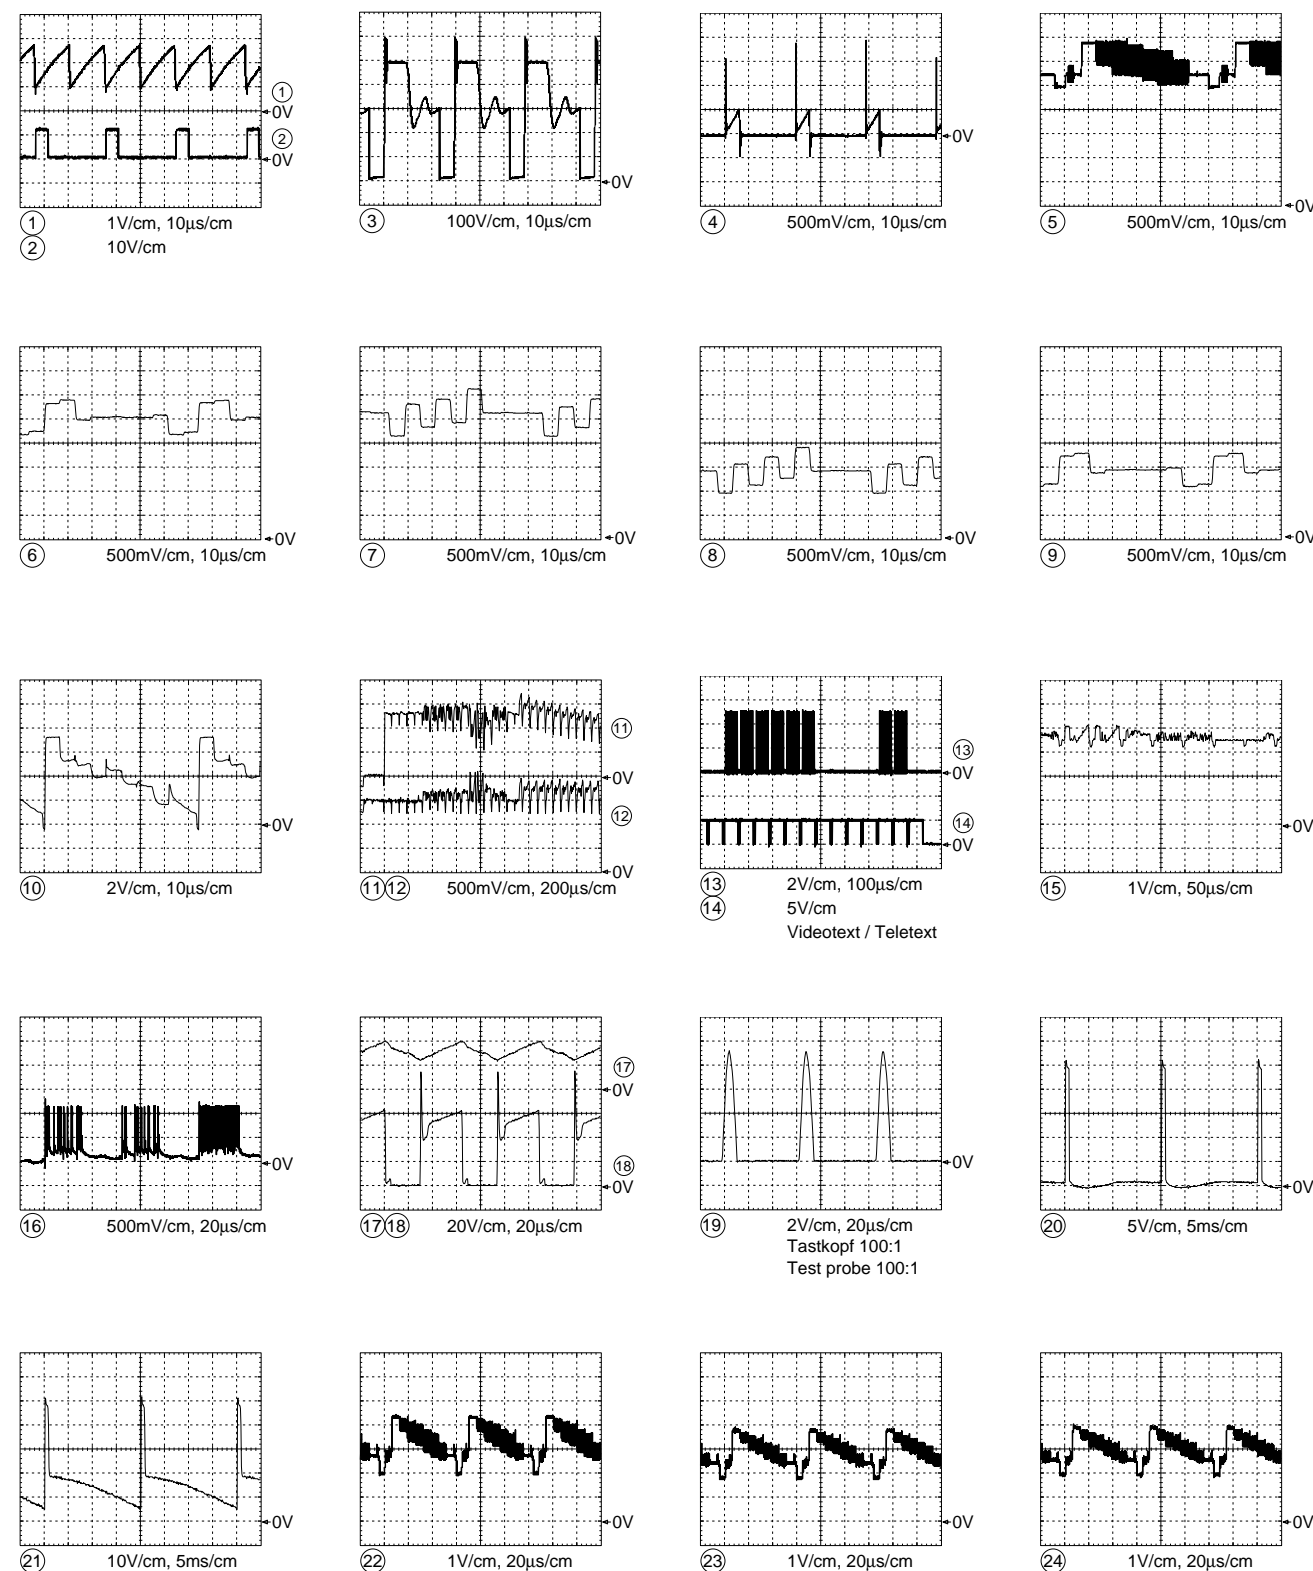 ① 0V
② 0V
① 1V/cm, 10µs/cm
② 10V/cm
0V
③ 100V/cm, 10µs/cm
0V
④ 500mV/cm, 10µs/cm
0V
⑤ 500mV/cm, 10µs/cm
0V
⑥ 500mV/cm, 10µs/cm
0V
⑦ 500mV/cm, 10µs/cm
0V
⑧ 500mV/cm, 10µs/cm
0V
⑨ 500mV/cm, 10µs/cm
0V
⑩ 2V/cm, 10µs/cm
⑪
0V
⑫
0V
⑪⑫ 500mV/cm, 200µs/cm
⑬
0V
⑭
0V
⑬ 2V/cm, 100µs/cm
⑭ 5V/cm
Videotext / Teletext
0V
⑮ 1V/cm, 50µs/cm
0V
⑯ 500mV/cm, 20µs/cm
⑰
0V
⑱
0V
⑰⑱ 20V/cm, 20µs/cm
0V
⑲ 2V/cm, 20µs/cm
Tastkopf 100:1
Test probe 100:1
0V
⑳ 5V/cm, 5ms/cm
0V
㉑ 10V/cm, 5ms/cm
0V
㉒ 1V/cm, 20µs/cm
0V
㉓ 1V/cm, 20µs/cm
0V
㉔ 1V/cm, 20µs/cm